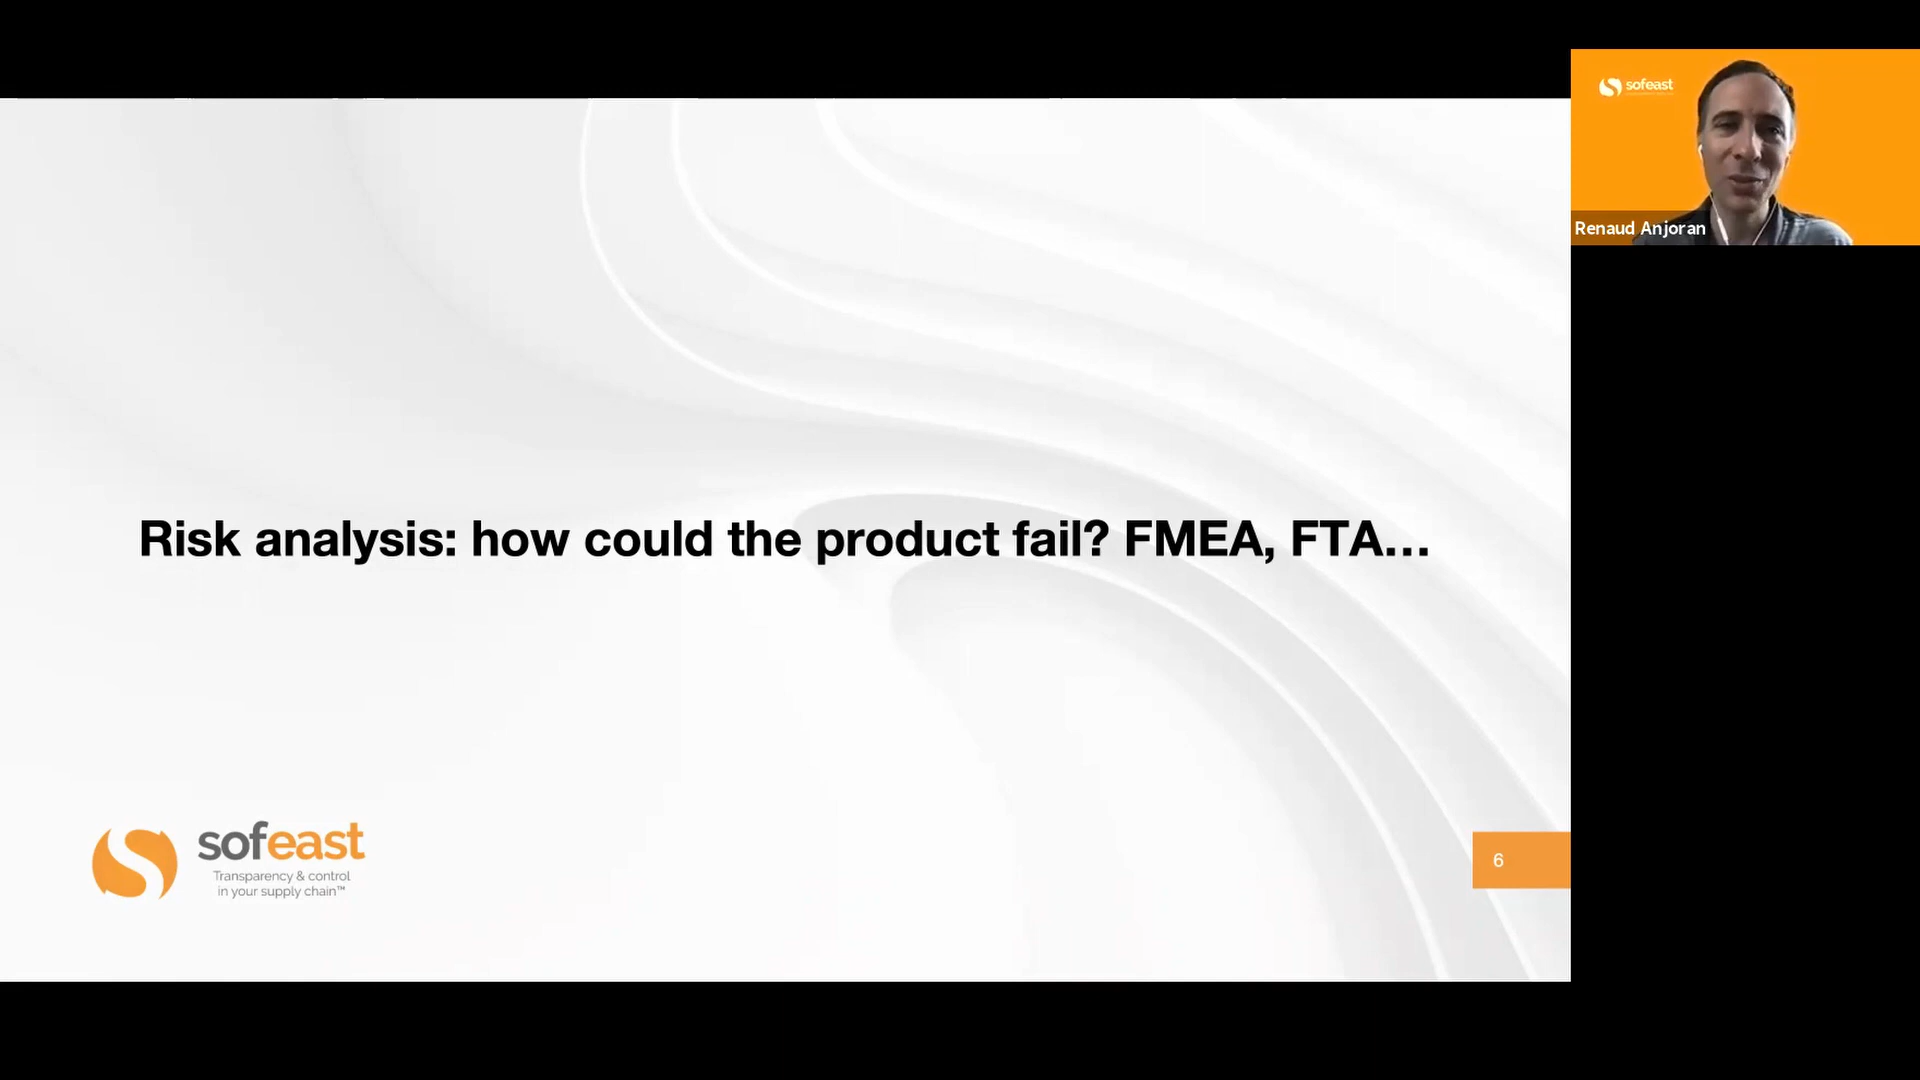 sofeast
Renaud Anjoran
Risk analysis: how could the product fail? FMEA, FTA...
sofeast
Transparency & control
in your supply chain™
6